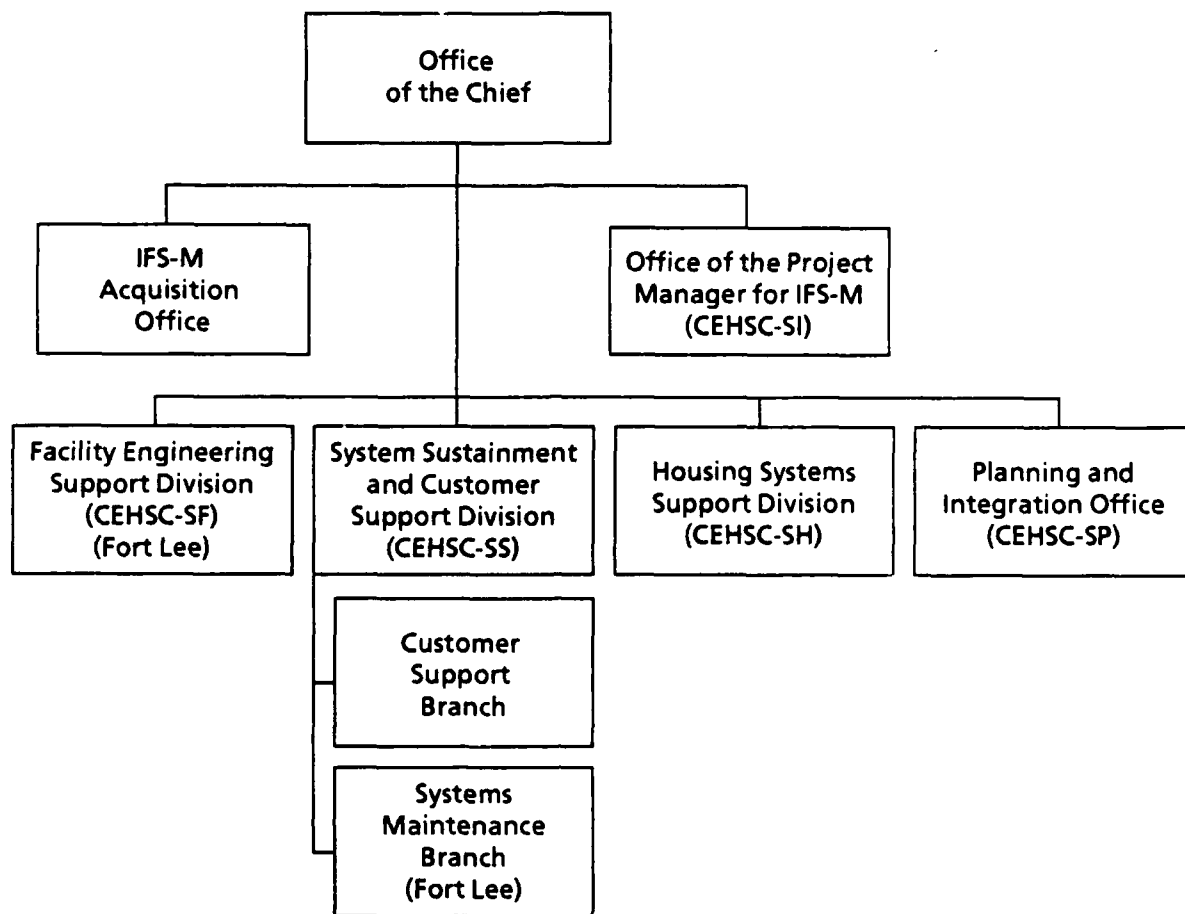 Office
of the Chief
IFS-M
Acquisition
Office
Office of the Project
Manager for IFS-M
(CEHSC-SI)
Facility Engineering
Support Division
(CEHSC-SF)
(Fort Lee)
System Sustainment
and Customer
Support Division
(CEHSC-SS)
Housing Systems
Support Division
(CEHSC-SH)
Planning and
Integration Office
(CEHSC-SP)
Customer
Support
Branch
Systems
Maintenance
Branch
(Fort Lee)